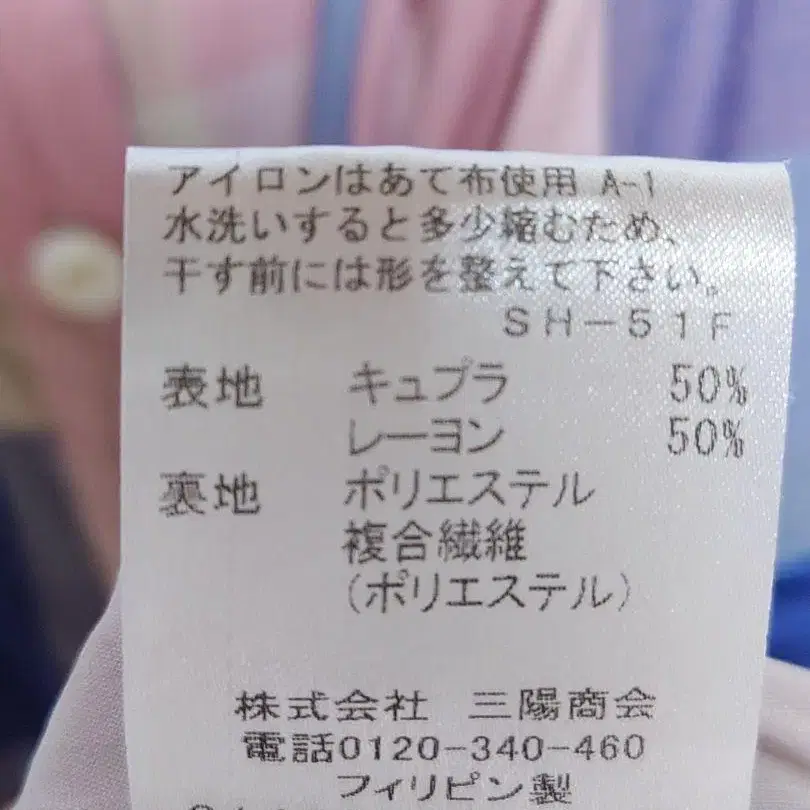 アイロンはあて布使用 A-1
水洗いすると多少縮むため、
干す前には形を整えて下さい。
SH-51F
表地 キュプラ 50%
レーヨン 50%
裏地 ポリエステル
複合繊維
(ポリエステル)
株式会社 三陽商会
電話0120-340-460
フィリピン製